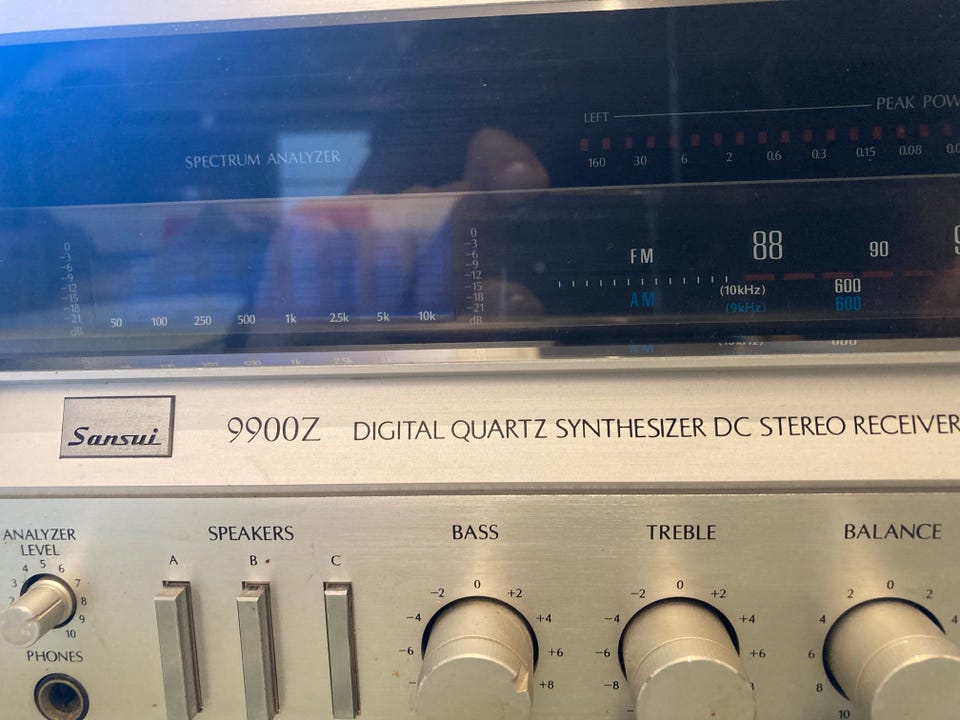 LEFT PEAK
160 30 6 2 0.6 0.3 0.15 0.08
SPECTRUM ANALYZER
0
-3
-6
-9
-12
-15
-18
-21
dB
50 100 250 500 1k 2.5k 5k 10k
0
-3
-6
-9
-12
-15
-18
-21
dB
FM 88 90
(10kHz) 600
AM (9kHz) 600
Sansui 9900Z DIGITAL QUARTZ SYNTHESIZER DC STEREO RECEIVER
ANALYZER
LEVEL
2 3 4 5 6 7 8 9 10
PHONES
SPEAKERS
A B C
BASS
-6 -4 -2 0 +2 +4 +6 +8
TREBLE
-8 -6 -4 -2 0 +2 +4 +6
BALANCE
10 8 6 4 2 0 2 4